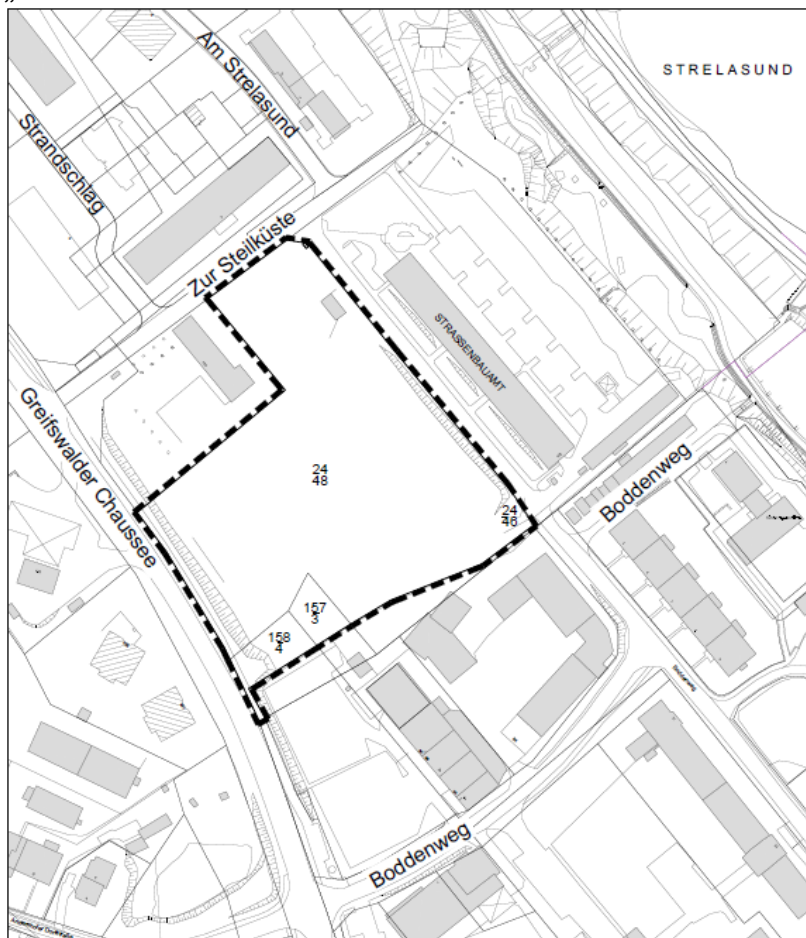 „
Am Strelasund
STRELASUND
Strandschlag
Zur Steilküste
STRASSENBAUAMT
Greifswalder Chaussee
24
48
Boddenweg
24
46
157
3
158
4
Boddenweg
Boddenweg